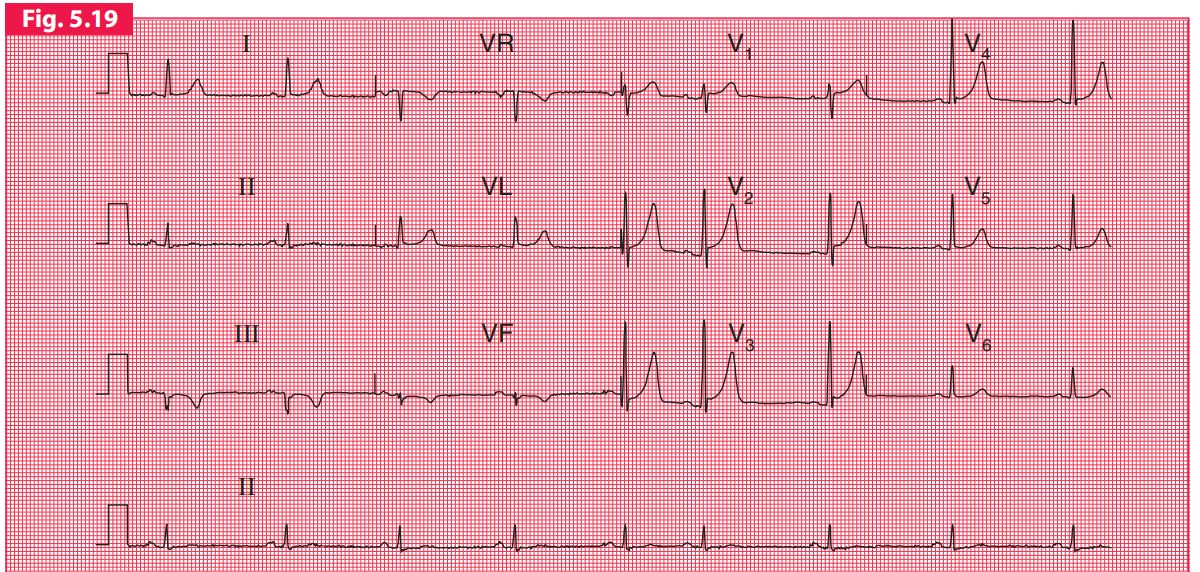 Fig. 5.19
I VR V1 V4
II VL V2 V5
III VF V3 V6
II